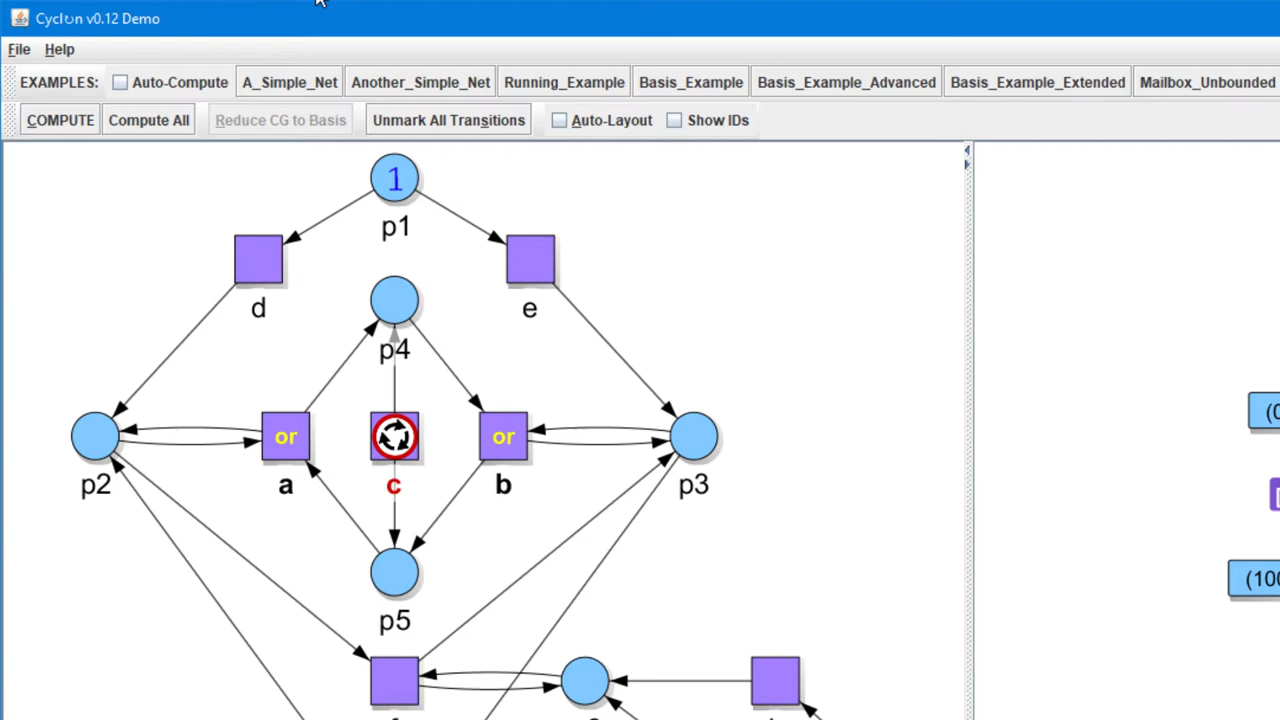 Cyclon v0.12 Demo
File Help
EXAMPLES: Auto-Compute A_Simple_Net Another_Simple_Net Running_Example Basis_Example Basis_Example_Advanced Basis_Example_Extended Mailbox_Unbounded
COMPUTE Compute All Reduce CG to Basis Unmark All Transitions Auto-Layout Show IDs
1
p1
d e
p4
(0
or or
p2 a c b p3
(100
p5